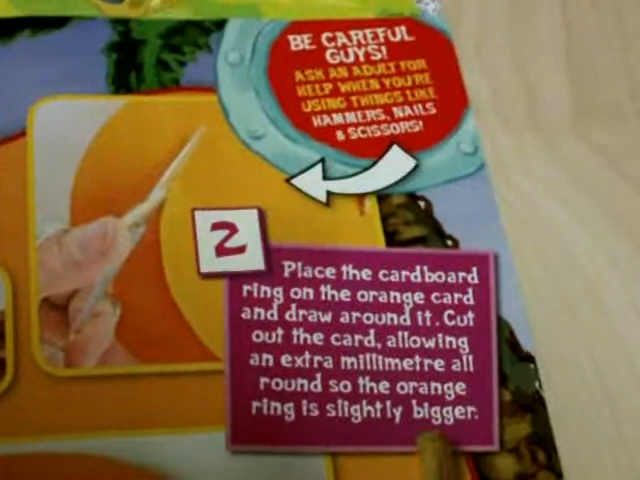 BE CAREFUL
GUYS!
ASK AN ADULT FOR
HELP WHEN YOU'RE
USING THINGS LIKE
HAMMERS, NAILS
& SCISSORS!
2
Place the cardboard
ring on the orange card
and draw around it. Cut
out the card, allowing
an extra millimetre all
round so the orange
ring is slightly bigger.